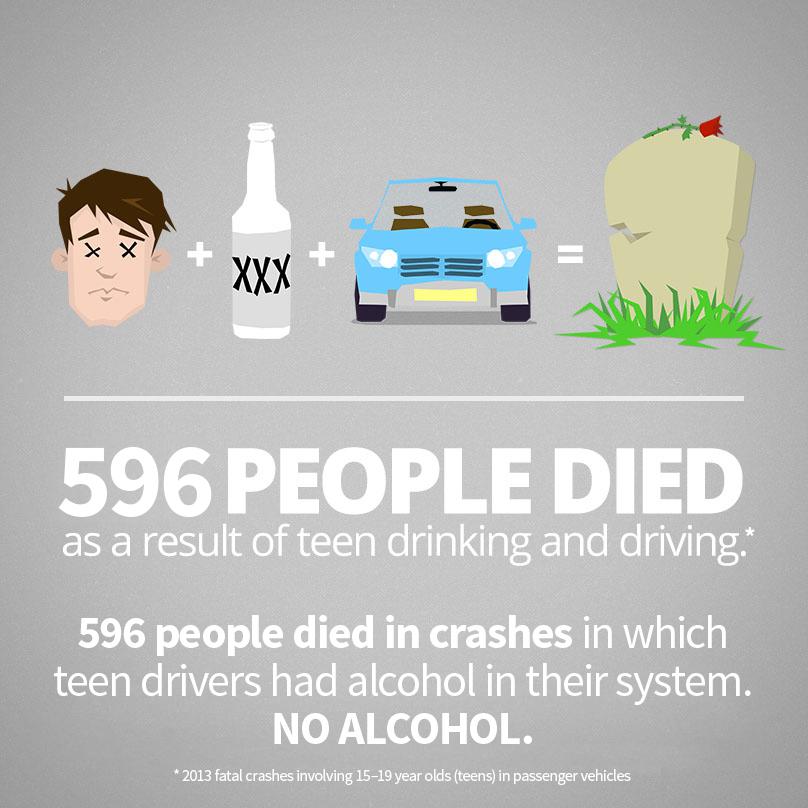 XXX
+ + =
596 PEOPLE DIED
as a result of teen drinking and driving.*
596 people died in crashes in which
teen drivers had alcohol in their system.
NO ALCOHOL.
* 2013 fatal crashes involving 15–19 year olds (teens) in passenger vehicles